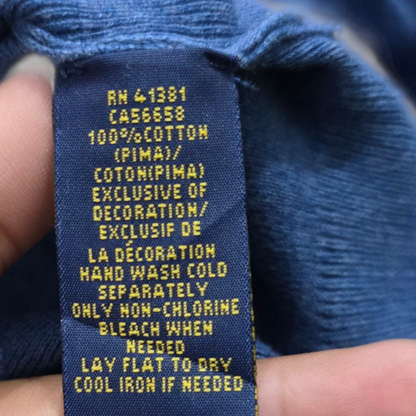 RN 41381
CA56658
100%COTTON
(PIMA)/
COTON(PIMA)
EXCLUSIVE OF
DECORATION/
EXCLUSIF DE
LA DÉCORATION
HAND WASH COLD
SEPARATELY
ONLY NON-CHLORINE
BLEACH WHEN
NEEDED
LAY FLAT TO DRY
COOL IRON IF NEEDED